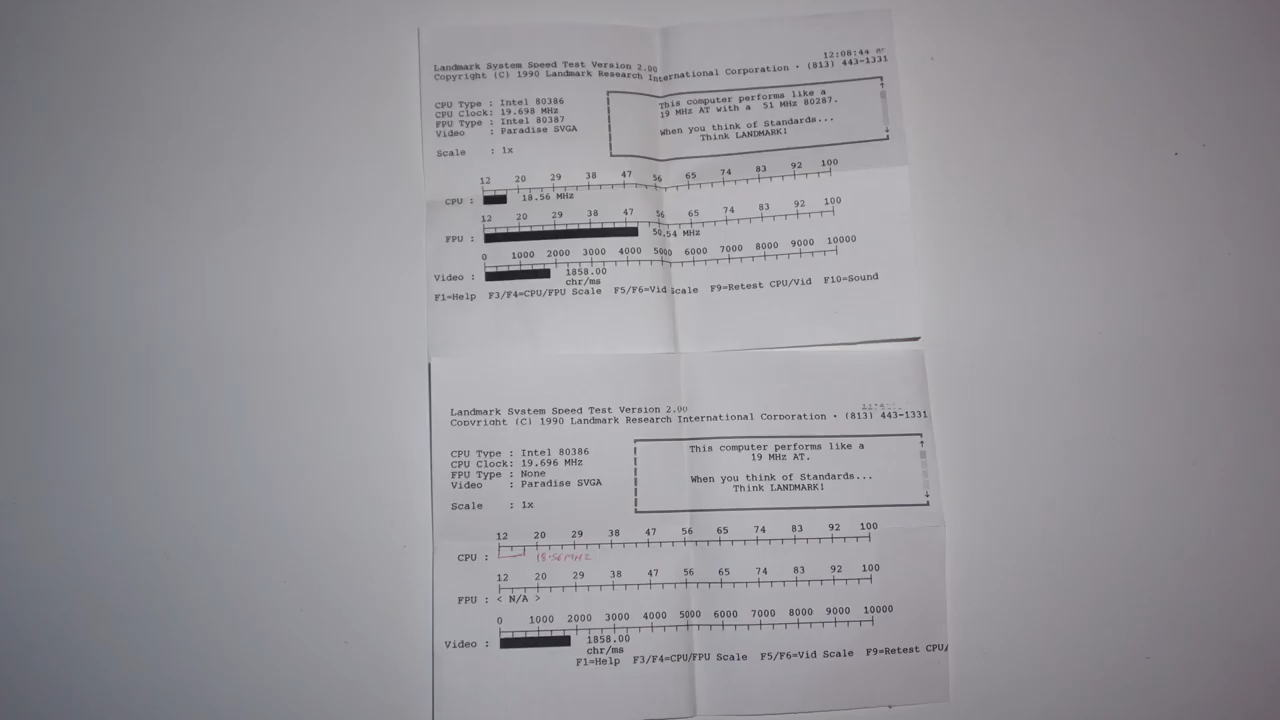 12:08:44
Landmark System Speed Test Version 2.00
Copyright (C) 1990 Landmark Research International Corporation • (813) 443-1331
CPU Type : Intel 80386
CPU Clock: 19.698 MHz
FPU Type : Intel 80387
Video : Paradise SVGA
Scale : 1x
This computer performs like a
19 MHz AT with a 51 MHz 80287.
When you think of Standards...
Think LANDMARK!
12 20 29 38 47 56 65 74 83 92 100
CPU : 18.56 MHz
12 20 29 38 47 56 65 74 83 92 100
FPU : 50.54 MHz
0 1000 2000 3000 4000 5000 6000 7000 8000 9000 10000
Video : 1858.00
chr/ms
F1=Help F3/F4=CPU/FPU Scale F5/F6=Vid Scale F9=Retest CPU/Vid F10=Sound
Landmark System Speed Test Version 2.00
Copyright (C) 1990 Landmark Research International Corporation • (813) 443-1331
CPU Type : Intel 80386
CPU Clock: 19.696 MHz
FPU Type : None
Video : Paradise SVGA
Scale : 1x
This computer performs like a
19 MHz AT.
When you think of Standards...
Think LANDMARK!
12 20 29 38 47 56 65 74 83 92 100
CPU : 18.56 MHZ
12 20 29 38 47 56 65 74 83 92 100
FPU : < N/A >
0 1000 2000 3000 4000 5000 6000 7000 8000 9000 10000
Video : 1858.00
chr/ms
F1=Help F3/F4=CPU/FPU Scale F5/F6=Vid Scale F9=Retest CPU/